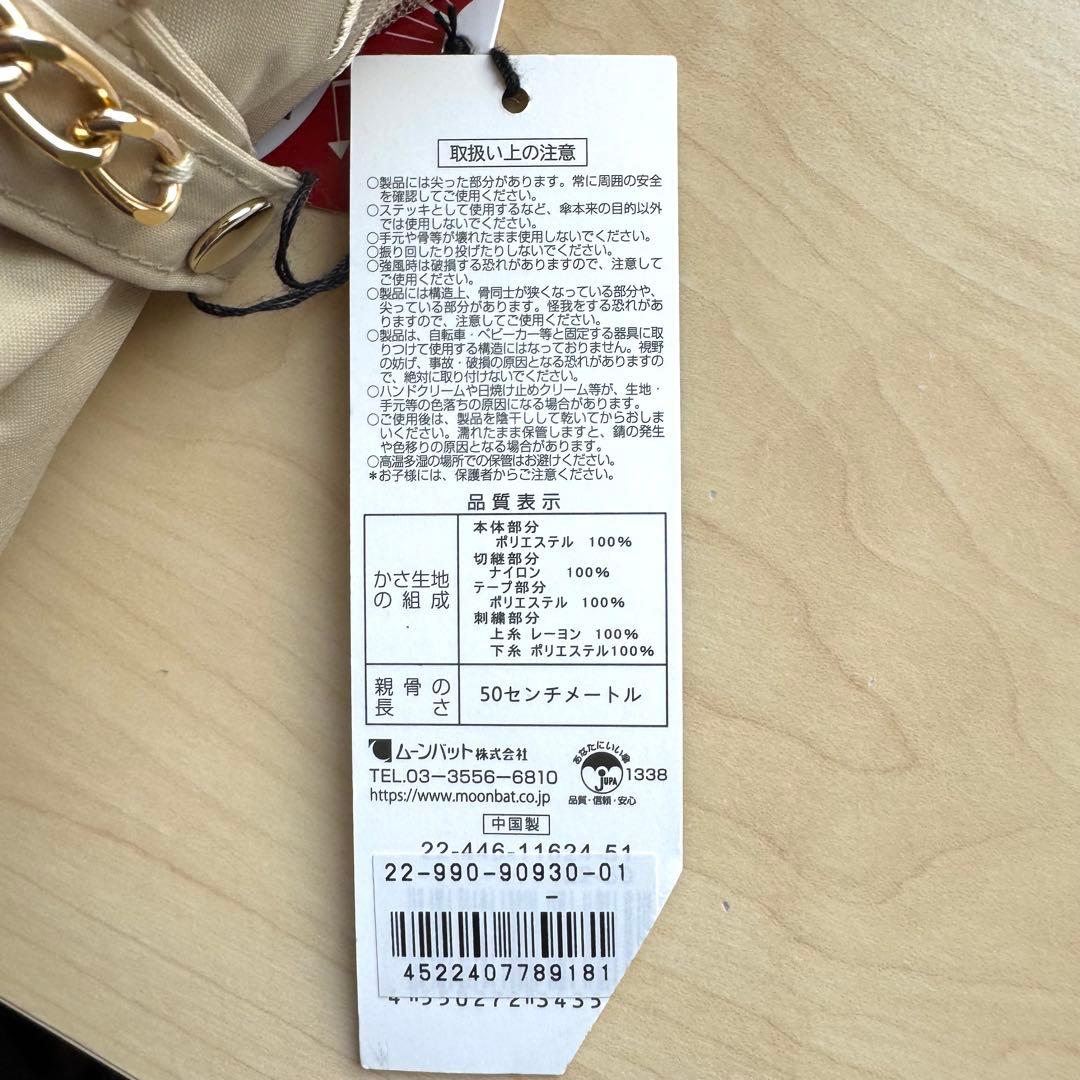 取扱い上の注意
○製品には尖った部分があります。常に周囲の安全
を確認してご使用ください。
○ステッキとして使用するなど、傘本来の目的以外
では使用しないでください。
○手元や骨等が壊れたまま使用しないでください。
○振り回したり投げたりしないでください。
○強風時は破損する恐れがありますので、注意して
ご使用ください。
○製品には構造上、骨同士が狭くなっている部分や、
尖っている部分があります。怪我をする恐れがあ
りますので、注意してご使用ください。
○製品は、自転車・ベビーカー等と固定する器具に取
りつけて使用する構造にはなっておりません。視野
の妨げ、事故・破損の原因となる恐れがありますの
で、絶対に取り付けないでください。
○ハンドクリームや日焼け止めクリーム等が、生地・
手元等の色落ちの原因になる場合があります。
○ご使用後は、製品を陰干しして乾いてからおしま
いください。濡れたまま保管しますと、錆の発生
や色移りの原因となる場合があります。
○高温多湿の場所での保管はお避けください。
＊お子様には、保護者からご注意ください。
品質表示
かさ生地
の組成
本体部分
ポリエステル 100%
切継部分
ナイロン 100%
テープ部分
ポリエステル 100%
刺繍部分
上糸 レーヨン 100%
下糸 ポリエステル100%
親骨の
長さ
50センチメートル
ムーンバット株式会社
TEL.03-3556-6810
https://www.moonbat.co.jp
あなたにいい傘
JUPA
1338
品質・信頼・安心
中国製
22-446-11624-51
22-990-90930-01
-
4522407789181